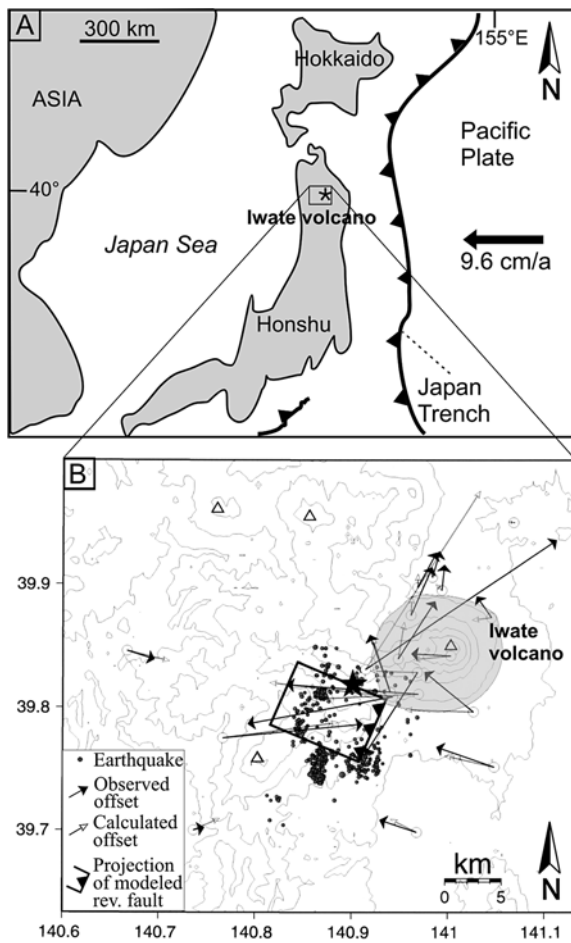 A
300 km
155°E
Hokkaido
N
ASIA
Pacific
Plate
40°
Iwate volcano
Japan Sea
9.6 cm/a
Honshu
Japan
Trench
B
39.9
Iwate
volcano
39.8
Earthquake
Observed
offset
Calculated
offset
Projection
of modeled
rev. fault
39.7
km
0 5
N
140.6 140.7 140.8 140.9 141 141.1